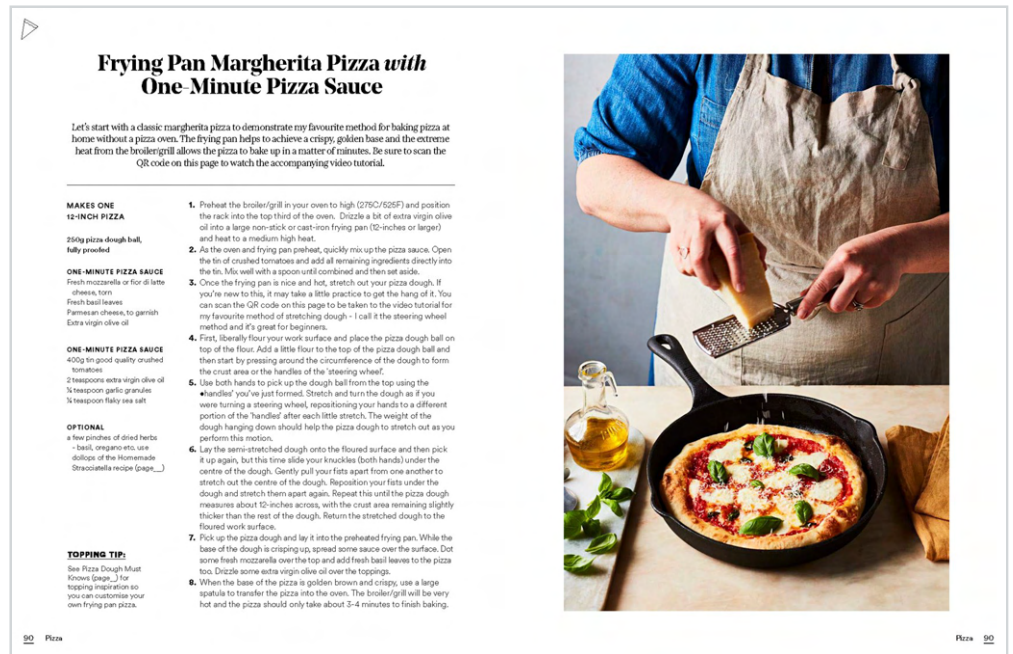 Frying Pan Margherita Pizza with
One-Minute Pizza Sauce
Let's start with a classic margherita pizza to demonstrate my favourite method for baking pizza at
home without a pizza oven. The frying pan helps to achieve a crispy, golden base and the extreme
heat from the broiler/grill allows the pizza to bake up in a matter of minutes. Be sure to scan the
QR code on this page to watch the accompanying video tutorial.
MAKES ONE
12-INCH PIZZA
250g pizza dough ball,
fully proofed
ONE-MINUTE PIZZA SAUCE
Fresh mozzarella or fior di latte
cheese, torn
Fresh basil leaves
Parmesan cheese, to garnish
Extra virgin olive oil
ONE-MINUTE PIZZA SAUCE
400g tin good quality crushed
tomatoes
2 teaspoons extra virgin olive oil
¼ teaspoon garlic granules
¼ teaspoon flaky sea salt
OPTIONAL
a few pinches of dried herbs
- basil, oregano etc, use
dollops of the Homemade
Stracciatella recipe (page__)
TOPPING TIP:
See Pizza Dough Must
Knows (page_) for
topping inspiration so
you can customise your
own frying pan pizza.
1. Preheat the broiler/grill in your oven to high (275C/525F) and position
the rack into the top third of the oven. Drizzle a bit of extra virgin olive
oil into a large non-stick or cast-iron frying pan (12-inches or larger)
and heat to a medium high heat.
2. As the oven and frying pan preheat, quickly mix up the pizza sauce. Open
the tin of crushed tomatoes and add all remaining ingredients directly into
the tin. Mix well with a spoon until combined and then set aside.
3. Once the frying pan is nice and hot, stretch out your pizza dough. If
you're new to this, it may take a little practice to get the hang of it. You
can scan the QR code on this page to be taken to the video tutorial for
my favourite method of stretching dough - I call it the steering wheel
method and it's great for beginners.
4. First, liberally flour your work surface and place the pizza dough ball on
top of the flour. Add a little flour to the top of the pizza dough ball and
then start by pressing around the circumference of the dough to form
the crust area or the handles of the 'steering wheel'.
5. Use both hands to pick up the dough ball from the top using the
◆handles' you've just formed. Stretch and turn the dough as if you
were turning a steering wheel, repositioning your hands to a different
portion of the 'handles' after each little stretch. The weight of the
dough hanging down should help the pizza dough to stretch out as you
perform this motion.
6. Lay the semi-stretched dough onto the floured surface and then pick
it up again, but this time slide your knuckles (both hands) under the
centre of the dough. Gently pull your fists apart from one another to
stretch out the centre of the dough. Reposition your fists under the
dough and stretch them apart again. Repeat this until the pizza dough
measures about 12-inches across, with the crust area remaining slightly
thicker than the rest of the dough. Return the stretched dough to the
floured work surface.
7. Pick up the pizza dough and lay it into the preheated frying pan. While the
base of the dough is crisping up, spread some sauce over the surface. Dot
some fresh mozzarella over the top and add fresh basil leaves to the pizza
too. Drizzle some extra virgin olive oil over the toppings.
8. When the base of the pizza is golden brown and crispy, use a large
spatula to transfer the pizza into the oven. The broiler/grill will be very
hot and the pizza should only take about 3-4 minutes to finish baking.
90 Pizza
Pizza 90